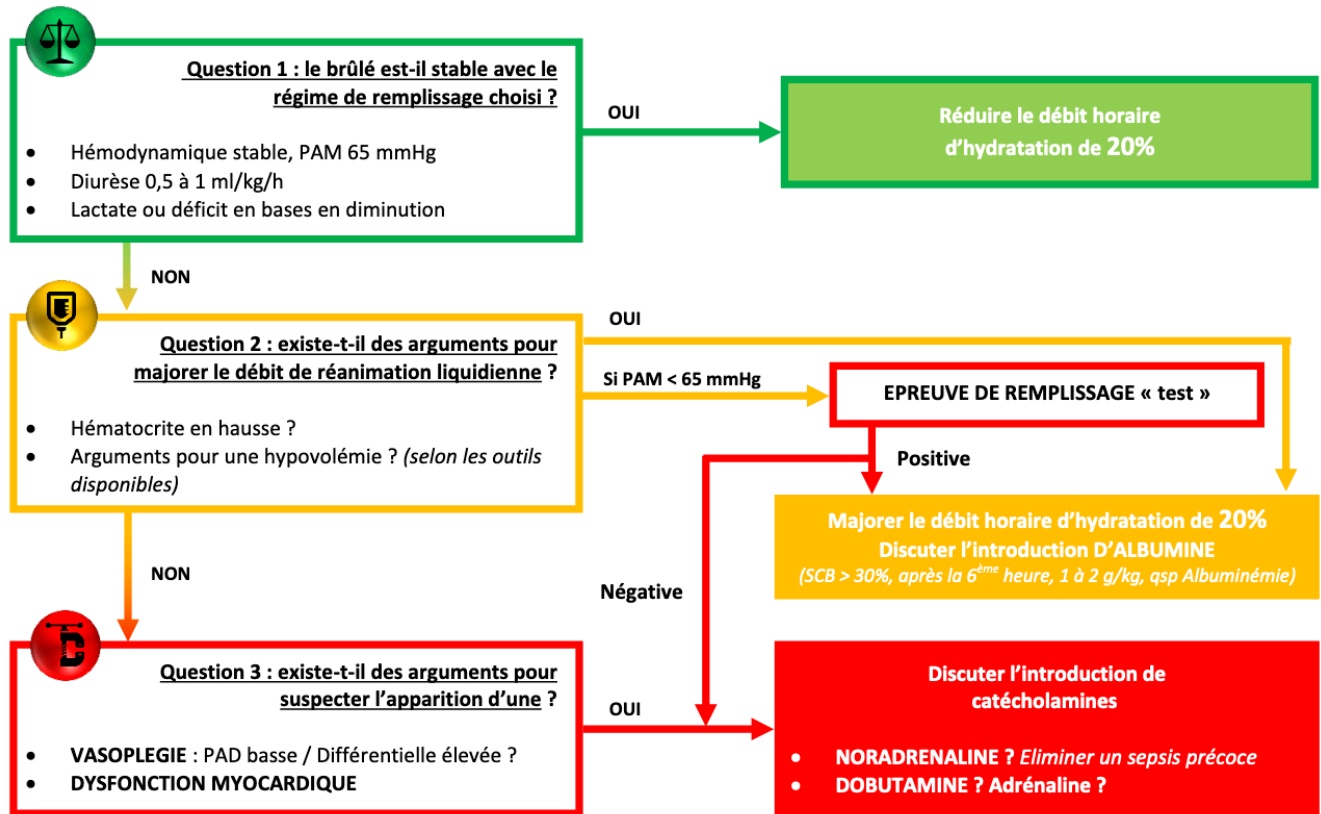 Question 1 : le brûlé est-il stable avec le
régime de remplissage choisi ?
• Hémodynamique stable, PAM 65 mmHg
• Diurèse 0,5 à 1 ml/kg/h
• Lactate ou déficit en bases en diminution
OUI
Réduire le débit horaire
d’hydratation de 20%
NON
Question 2 : existe-t-il des arguments pour
majorer le débit de réanimation liquidienne ?
• Hématocrite en hausse ?
• Arguments pour une hypovolémie ? (selon les outils
disponibles)
OUI
Si PAM < 65 mmHg
EPREUVE DE REMPLISSAGE « test »
Positive
Majorer le débit horaire d’hydratation de 20%
Discuter l’introduction D’ALBUMINE
(SCB > 30%, après la 6ème heure, 1 à 2 g/kg, qsp Albuminémie)
NON
Négative
Question 3 : existe-t-il des arguments pour
suspecter l’apparition d’une ?
• VASOPLEGIE : PAD basse / Différentielle élevée ?
• DYSFONCTION MYOCARDIQUE
OUI
Discuter l’introduction de
catécholamines
• NORADRENALINE ? Eliminer un sepsis précoce
• DOBUTAMINE ? Adrénaline ?